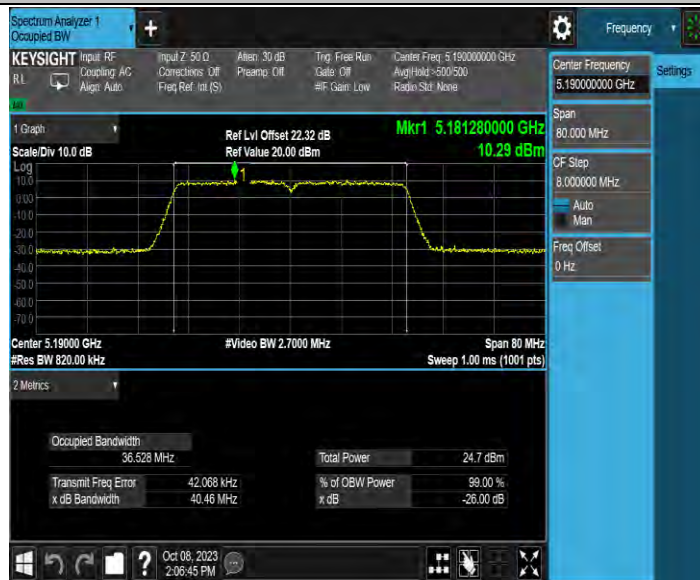 Spectrum Analyzer 1
Occupied BW
+
Frequency
Settings
KEYSIGHT
RL
Input: RF
Coupling: AC
Align: Auto
Input Z: 50 Ω
Corrections: Off
Freq Ref: Int (S)
Atten: 30 dB
Preamp: Off
Trig: Free Run
Gate: Off
#IF Gain: Low
Center Freq: 5.190000000 GHz
Avg|Hold:>500/500
Radio Std: None
Center Frequency
5.190000000 GHz
Span
80.000 MHz
CF Step
8.000000 MHz
Auto
Man
Freq Offset
0 Hz
1 Graph
Scale/Div 10.0 dB
Ref Lvl Offset 22.32 dB
Ref Value 20.00 dBm
Mkr1 5.181280000 GHz
10.29 dBm
Log
10.0
0.00
-10.0
-20.0
-30.0
-40.0
-50.0
-60.0
-70.0
1
Center 5.19000 GHz
#Res BW 820.00 kHz
#Video BW 2.7000 MHz
Span 80 MHz
Sweep 1.00 ms (1001 pts)
2 Metrics
Occupied Bandwidth
36.528 MHz
Total Power 24.7 dBm
Transmit Freq Error 42.068 kHz
% of OBW Power 99.00 %
x dB Bandwidth 40.46 MHz
x dB -26.00 dB
?
Oct 08, 2023
2:06:45 PM